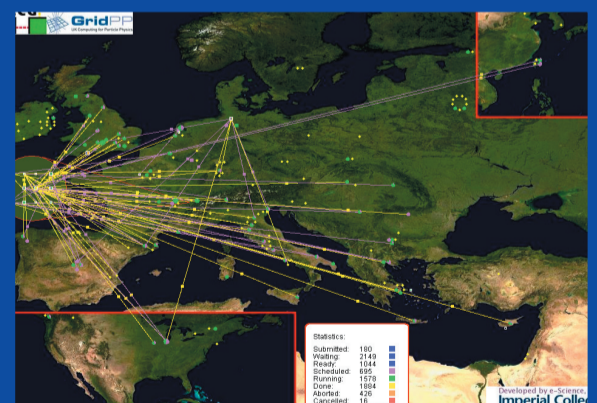 GridPP
UK Computing for Particle Physics
Statistics:
Submitted: 180
Waiting: 2149
Ready: 1044
Scheduled: 695
Running: 1578
Done: 1884
Aborted: 426
Cancelled: 16
Developed by e-Science,
Imperial